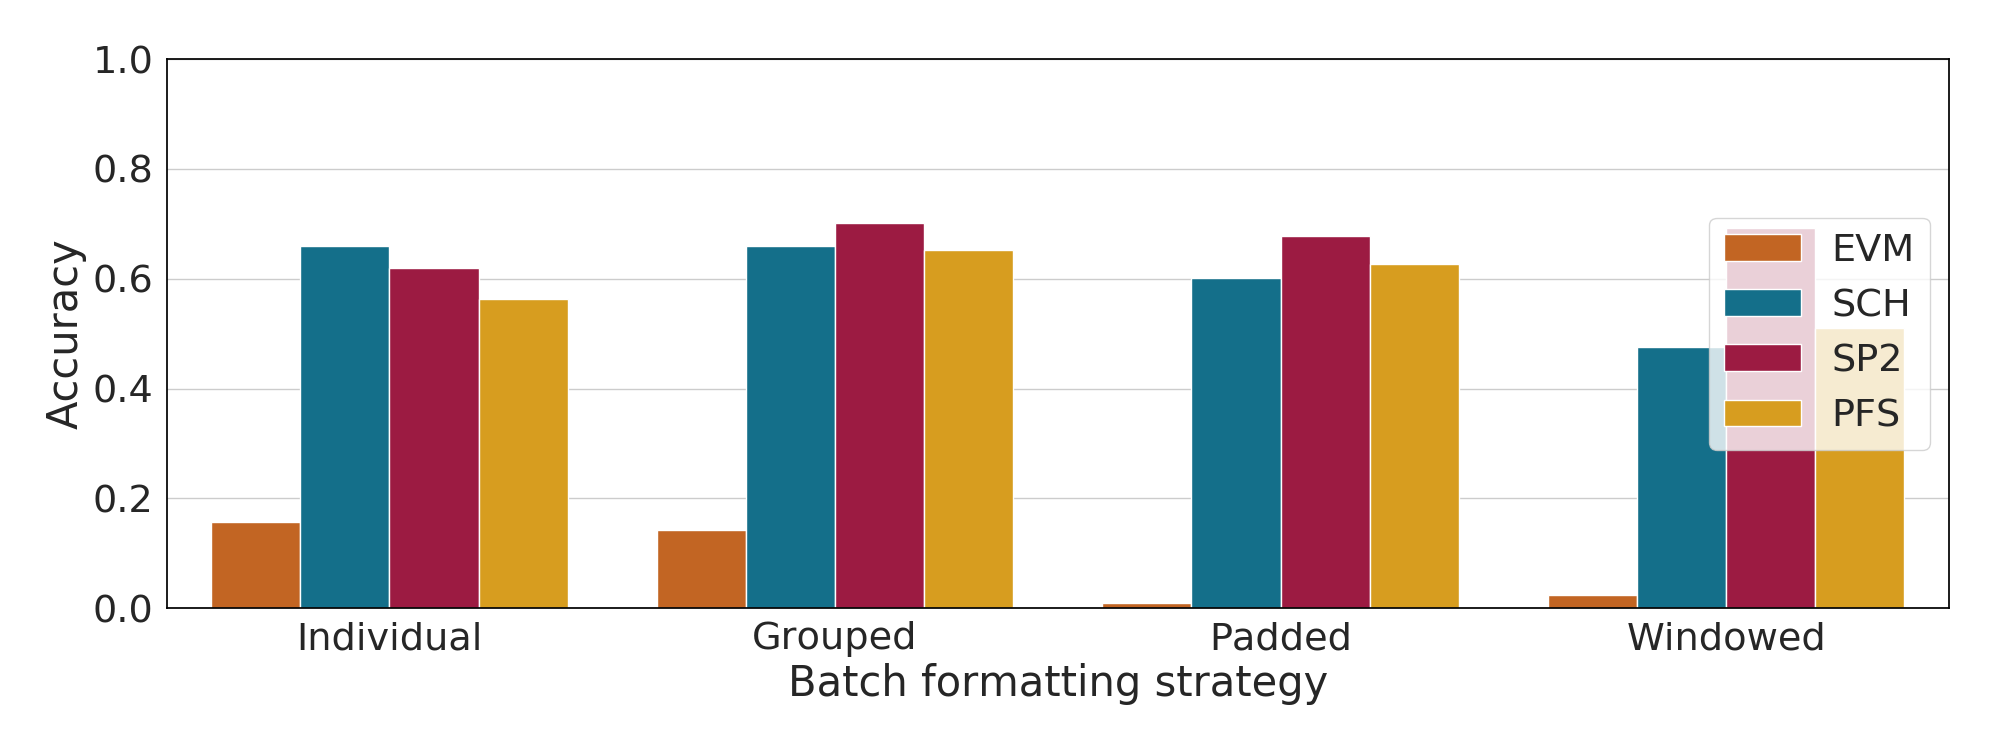 1.0
0.8
0.6
0.4
0.2
0.0
Accuracy
EVM
SCH
SP2
PFS
Individual
Grouped
Padded
Windowed
Batch formatting strategy